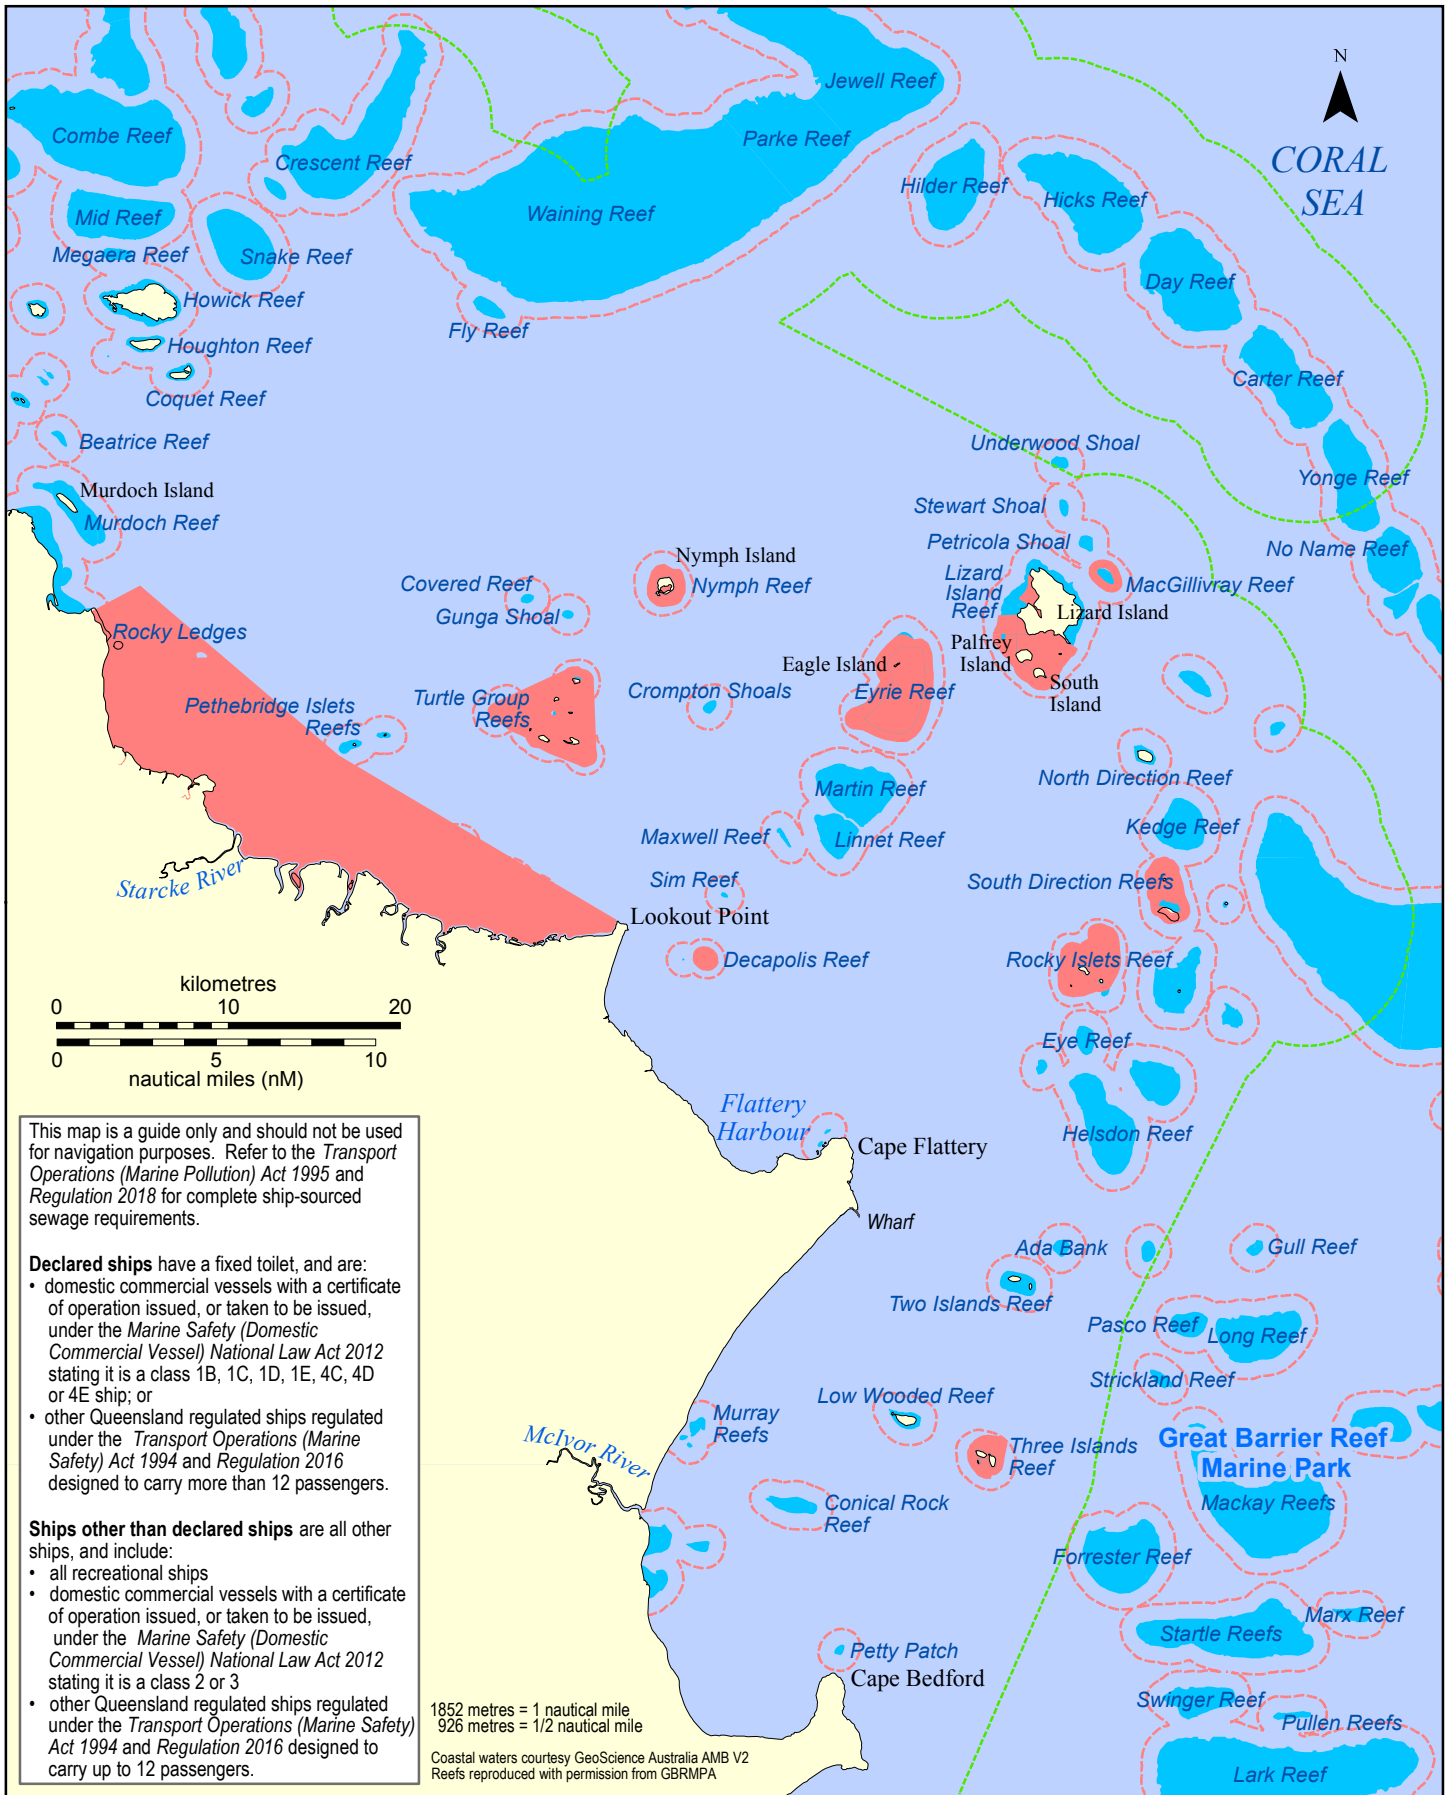 N
CORAL
SEA
Jewell Reef
Parke Reef
Combe Reef
Crescent Reef
Hilder Reef
Hicks Reef
Mid Reef
Waining Reef
Megaera Reef
Snake Reef
Day Reef
Howick Reef
Fly Reef
Houghton Reef
Carter Reef
Coquet Reef
Beatrice Reef
Underwood Shoal
Yonge Reef
Murdoch Island
Murdoch Reef
Stewart Shoal
Petricola Shoal
No Name Reef
Nymph Island
Nymph Reef
Covered Reef
Gunga Shoal
Lizard
Island
Reef
MacGillivray Reef
Lizard Island
Rocky Ledges
Palfrey
Island
Eagle Island
South
Island
Eyrie Reef
Crompton Shoals
Turtle Group
Reefs
Pethebridge Islets
Reefs
North Direction Reef
Martin Reef
Kedge Reef
Maxwell Reef
Linnet Reef
Starcke River
Sim Reef
South Direction Reefs
Lookout Point
Decapolis Reef
Rocky Islets Reef
kilometres
0 10 20
0 5 10
nautical miles (nM)
Eye Reef
Flattery
Harbour
Helsdon Reef
Cape Flattery
Wharf
Ada Bank
Gull Reef
Two Islands Reef
Pasco Reef
Long Reef
Strickland Reef
Low Wooded Reef
Murray
Reefs
McIvor River
Three Islands
Reef
Great Barrier Reef
Marine Park
Mackay Reefs
Conical Rock
Reef
Forrester Reef
Marx Reef
Startle Reefs
Petty Patch
Cape Bedford
Swinger Reef
Pullen Reefs
Lark Reef
This map is a guide only and should not be used
for navigation purposes. Refer to the Transport
Operations (Marine Pollution) Act 1995 and
Regulation 2018 for complete ship-sourced
sewage requirements.
Declared ships have a fixed toilet, and are:
• domestic commercial vessels with a certificate
of operation issued, or taken to be issued,
under the Marine Safety (Domestic
Commercial Vessel) National Law Act 2012
stating it is a class 1B, 1C, 1D, 1E, 4C, 4D
or 4E ship; or
• other Queensland regulated ships regulated
under the Transport Operations (Marine
Safety) Act 1994 and Regulation 2016
designed to carry more than 12 passengers.
Ships other than declared ships are all other
ships, and include:
• all recreational ships
• domestic commercial vessels with a certificate
of operation issued, or taken to be issued,
under the Marine Safety (Domestic
Commercial Vessel) National Law Act 2012
stating it is a class 2 or 3
• other Queensland regulated ships regulated
under the Transport Operations (Marine Safety)
Act 1994 and Regulation 2016 designed to
carry up to 12 passengers.
1852 metres = 1 nautical mile
926 metres = 1/2 nautical mile
Coastal waters courtesy GeoScience Australia AMB V2
Reefs reproduced with permission from GBRMPA